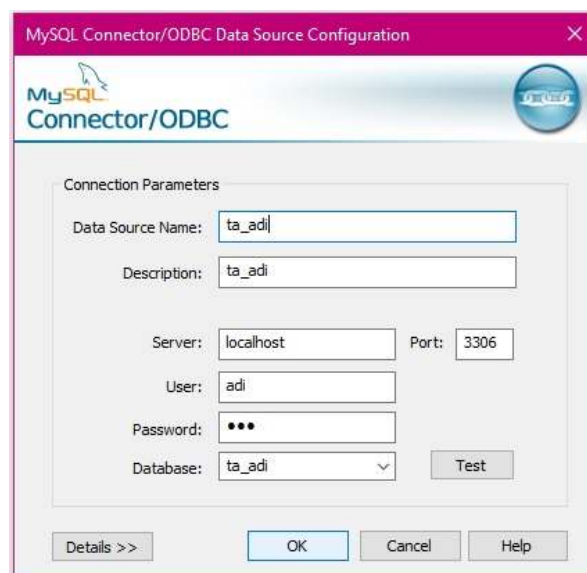 MySQL Connector/ODBC Data Source Configuration
MySQL
Connector/ODBC
Connection Parameters
Data Source Name: ta_adi
Description: ta_adi
Server: localhost Port: 3306
User: adi
Password: •••
Database: ta_adi Test
Details >> OK Cancel Help